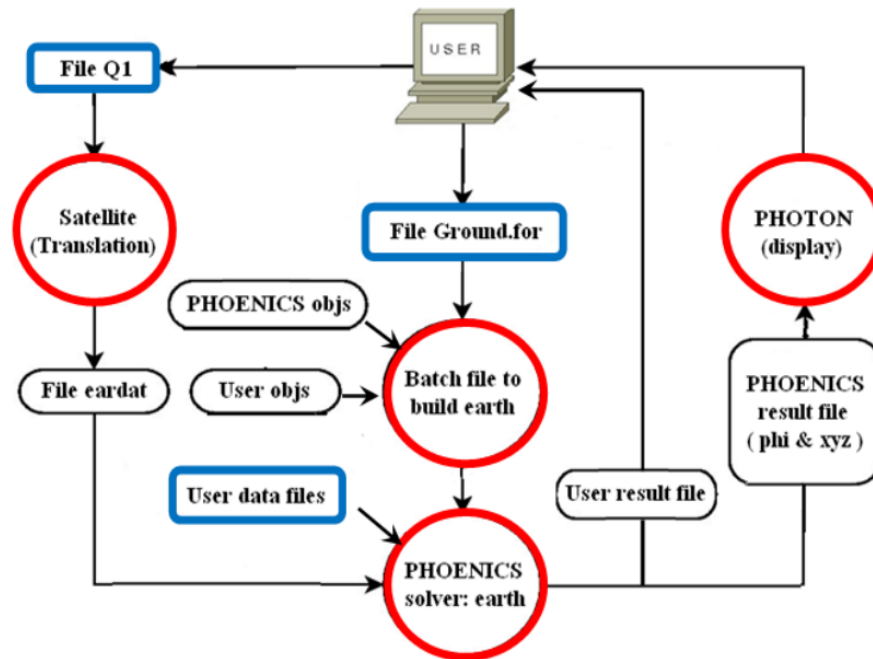 USER
File Q1
Satellite
(Translation)
File Ground.for
PHOTON
(display)
PHOENICS objs
User objs
Batch file to
build earth
File eardat
PHOENICS
result file
( phi & xyz )
User data files
User result file
PHOENICS
solver: earth